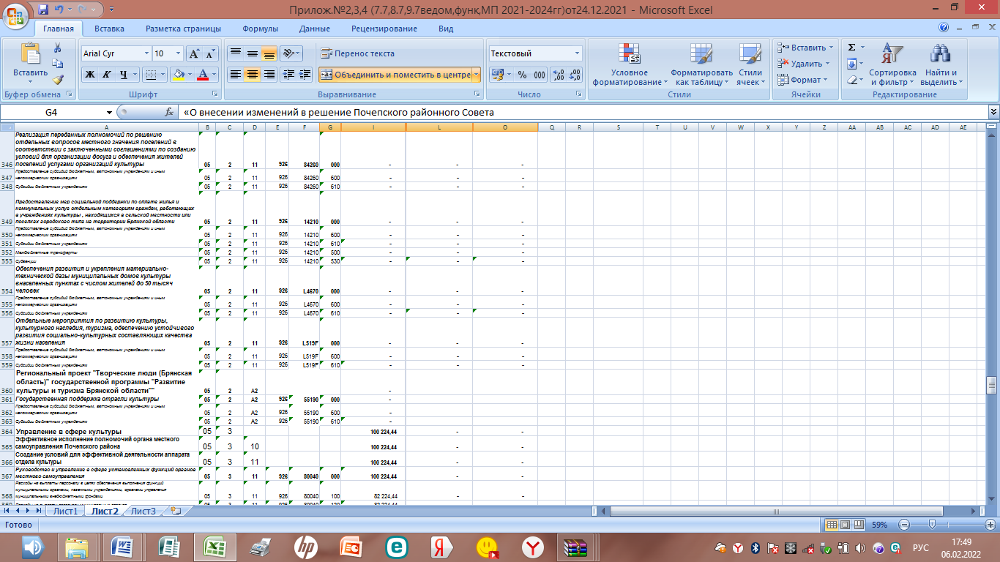 Прилож.№2,3,4 (7.7,8.7,9.7ведом,функ,МП 2021-2024гг)от24.12.2021 - Microsoft Excel
Главная Вставка Разметка страницы Формулы Данные Рецензирование Вид
Вставить
Буфер обмена
Arial Cyr 10
Ж К Ч
Шрифт
Перенос текста
Объединить и поместить в центре
Выравнивание
Текстовый
% 000
Число
Условное форматирование
Форматировать как таблицу
Стили ячеек
Стили
Вставить
Удалить
Формат
Ячейки
Σ
Сортировка и фильтр
Найти и выделить
Редактирование
G4 fx «О внесении изменений в решение Почепского районного Совета
A B C D E F G I L O Q R S T U V W X Y Z AA AB AC AD AE
Реализация переданных полномочий по решению
отдельных вопросов местного значения поселений в
соответствии с заключенными соглашениями по созданию
условий для организации досуга и обеспечения жителей
346 поселений услугами организаций культуры 05 2 11 926 84260 000 - - -
Предоставление субсидий бюджетным, автономным учреждениям и иным
347 некоммерческим организациям 05 2 11 926 84260 600 - - -
348 Субсидии бюджетным учреждениям 05 2 11 926 84260 610 - - -
Предоставление мер социальной поддержки по оплате жилья и
коммунальных услуг отдельным категориям граждан, работающих
в учреждениях культуры , находящихся в сельской местности или
349 поселках городского типа на территории Брянской области 05 2 11 926 14210 000 - - -
Предоставление субсидий бюджетным, автономным учреждениям и иным
350 некоммерческим организациям 05 2 11 926 14210 600 - - -
351 Субсидии бюджетным учреждениям 05 2 11 926 14210 610 - - -
352 Межбюджетные трансферты 05 2 11 926 14210 500 - - -
353 Субвенции 05 2 11 926 14210 530 - - -
Обеспечения развития и укрепления материально-
технической базы муниципальных домов культуры
внаселенных пунктах с числом жителей до 50 тысяч
354 человек 05 2 11 926 L4670 000 - - -
Предоставление субсидий бюджетным, автономным учреждениям и иным
355 некоммерческим организациям 05 2 11 926 L4670 600 - - -
356 Субсидии бюджетным учреждениям 05 2 11 926 L4670 610 - - -
Отдельные мероприятия по развитию культуры,
культурного наследия, туризма, обеспечению устойчивого
развития социально-культурных составляющих качества
357 жизни населения 05 2 11 926 L519F 000 - - -
Предоставление субсидий бюджетным, автономным учреждениям и иным
358 некоммерческим организациям 05 2 11 926 L519F 600 - - -
359 Субсидии бюджетным учреждениям 05 2 11 926 L519F 610 - - -
Региональный проект "Творческие люди (Брянская
область)" государственной программы "Развитие
360 культуры и туризма Брянской области"" 05 2 A2 -
361 Государственная поддержка отрасли культуры 05 2 A2 926 55190 000 -
Предоставление субсидий бюджетным, автономным учреждениям и иным
362 некоммерческим организациям 05 2 A2 926 55190 600 -
363 Субсидии бюджетным учреждениям 05 2 A2 926 55190 610 -
364 Управление в сфере культуры 05 3 100 224,44 - -
Эффективное исполнение полномочий органа местного
365 самоуправления Почепского района 05 3 10 100 224,44 - -
Создание условий для эффективной деятельности аппарата
366 отдела культуры 05 3 11 100 224,44 - -
Руководство и управление в сфере установленных функций органов
367 местного самоуправления 05 3 11 926 80040 000 100 224,44 - -
Расходы на выплаты персоналу в целях обеспечения выполнения функций
муниципальными органами, казенными учреждениями, органами управления
368 муниципальными внебюджетными фондами 05 3 11 926 80040 100 82 224,44 - -
Лист1 Лист2 Лист3
Готово 59%
РУС 17:49
06.02.2022